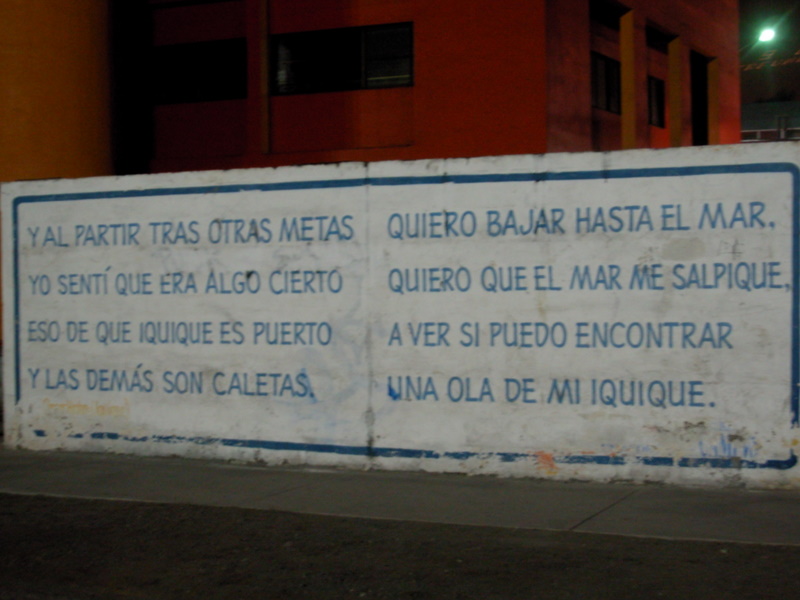 Y AL PARTIR TRAS OTRAS METAS
YO SENTÍ QUE ERA ALGO CIERTO
ESO DE QUE IQUIQUE ES PUERTO
Y LAS DEMÁS SON CALETAS.
QUIERO BAJAR HASTA EL MAR,
QUIERO QUE EL MAR ME SALPIQUE,
A VER SI PUEDO ENCONTRAR
UNA OLA DE MI IQUIQUE.